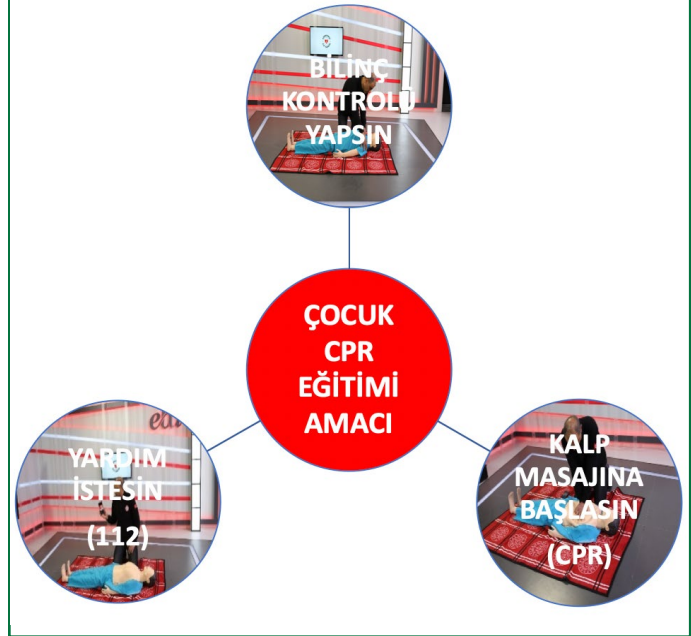 BİLİNÇ
KONTROLÜ
YAPSIN
ÇOCUK
CPR
EĞİTİMİ
AMACI
YARDIM
İSTESİN
(112)
KALP
MASAJINA
BAŞLASIN
(CPR)